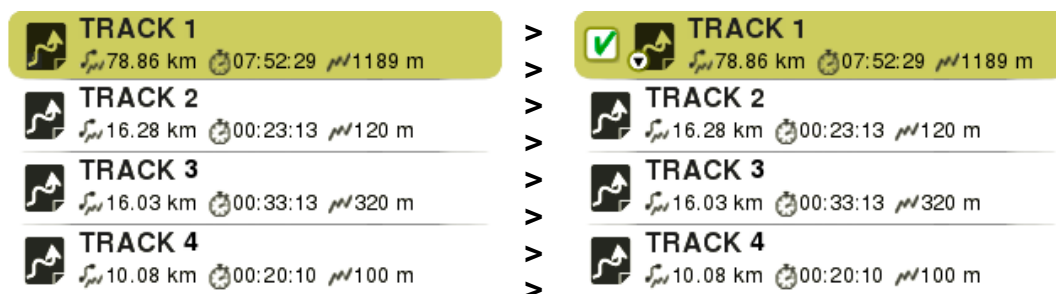 TRACK 1
78.86 km 07:52:29 1189 m
TRACK 2
16.28 km 00:23:13 120 m
TRACK 3
16.03 km 00:33:13 320 m
TRACK 4
10.08 km 00:20:10 100 m
>
>
>
>
>
>
>
>
TRACK 1
78.86 km 07:52:29 1189 m
TRACK 2
16.28 km 00:23:13 120 m
TRACK 3
16.03 km 00:33:13 320 m
TRACK 4
10.08 km 00:20:10 100 m